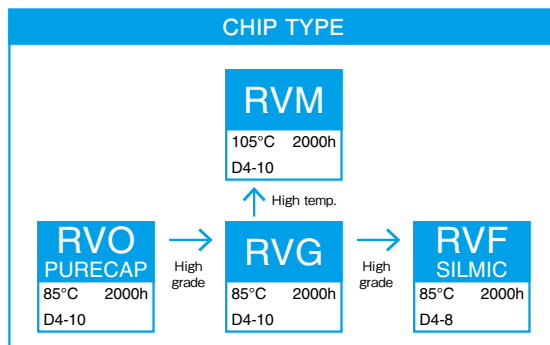 CHIP TYPE
RVM
105°C 2000h
D4-10
High temp.
RVO
PURECAP
85°C 2000h
D4-10
High
grade
RVG
85°C 2000h
D4-10
High
grade
RVF
SILMIC
85°C 2000h
D4-8